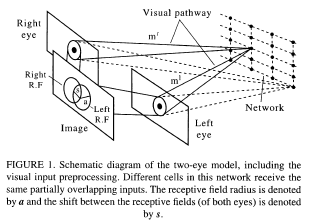 Right
eye
Visual pathway
mʳ
Right
R.F
s
a
Left
R.F
Image
mˡ
Left
eye
Network
FIGURE 1. Schematic diagram of the two-eye model, including the
visual input preprocessing. Different cells in this network receive the
same partially overlapping inputs. The receptive field radius is denoted
by a and the shift between the receptive fields (of both eyes) is denoted
by s.